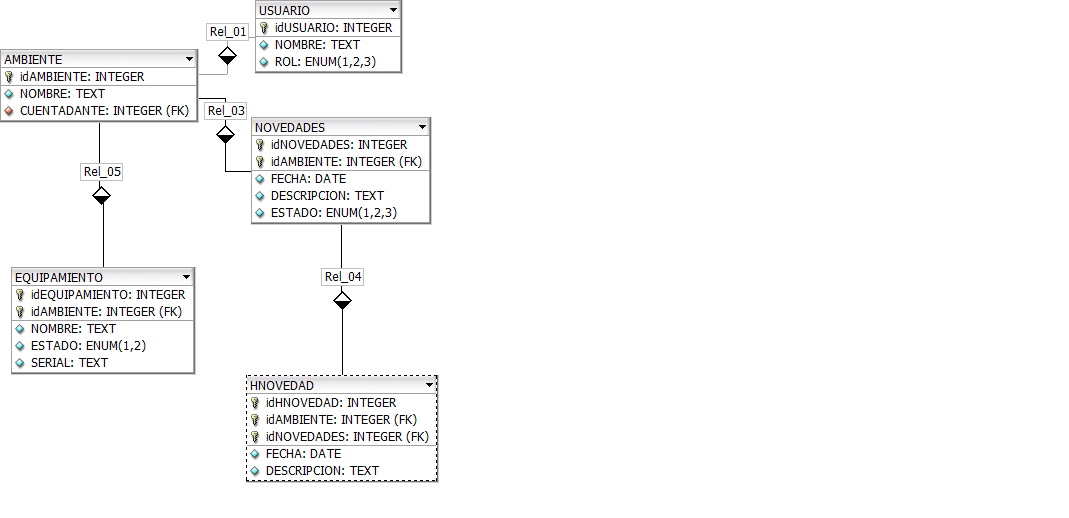 USUARIO
idUSUARIO: INTEGER
NOMBRE: TEXT
ROL: ENUM(1,2,3)
Rel_01
AMBIENTE
idAMBIENTE: INTEGER
NOMBRE: TEXT
CUENTADANTE: INTEGER (FK)
Rel_03
NOVEDADES
idNOVEDADES: INTEGER
idAMBIENTE: INTEGER (FK)
FECHA: DATE
DESCRIPCION: TEXT
ESTADO: ENUM(1,2,3)
Rel_05
EQUIPAMIENTO
idEQUIPAMIENTO: INTEGER
idAMBIENTE: INTEGER (FK)
NOMBRE: TEXT
ESTADO: ENUM(1,2)
SERIAL: TEXT
Rel_04
HNOVEDAD
idHNOVEDAD: INTEGER
idAMBIENTE: INTEGER (FK)
idNOVEDADES: INTEGER (FK)
FECHA: DATE
DESCRIPCION: TEXT